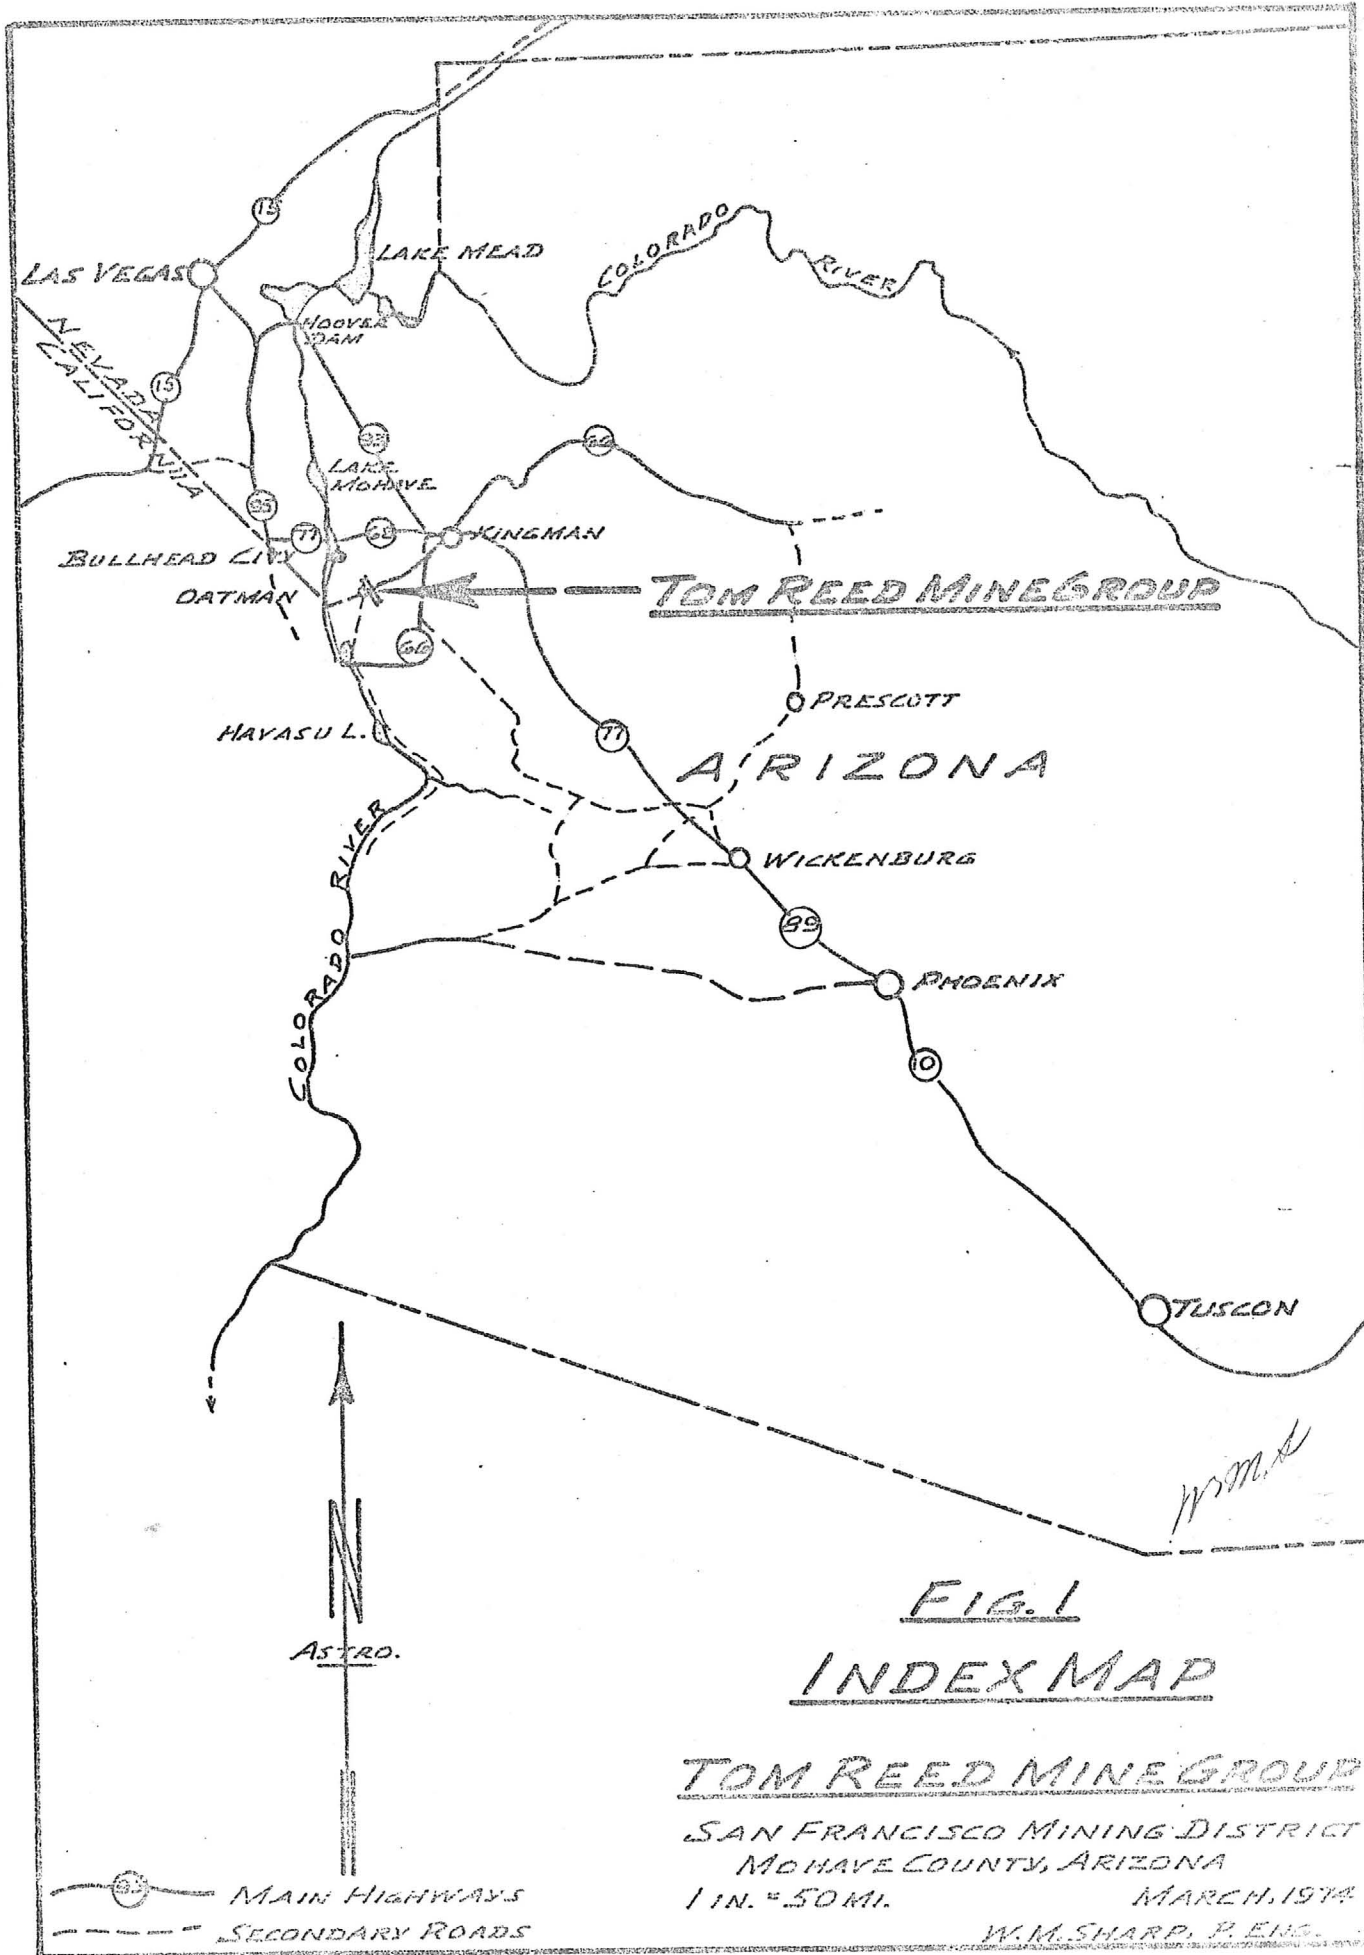 15
LAS VEGAS
LAKE MEAD
COLORADO
RIVER
HOOVER
DAM
NEVADA
CALIFORNIA
15
93
66
LAKE
MOHAVE
95
77
68
KINGMAN
BULLHEAD CITY
OATMAN
TOM REED MINE GROUP
66
PRESCOTT
HAVASU L.
77
ARIZONA
COLORADO RIVER
WICKENBURG
89
PHOENIX
10
TUSCON
W.M.S
N
ASTRO.
FIG. 1
INDEX MAP
TOM REED MINE GROUP
SAN FRANCISCO MINING DISTRICT
MOHAVE COUNTY, ARIZONA
1 IN. = 50 MI.
MARCH, 1974
W. M. SHARP, P. ENG.
93
MAIN HIGHWAYS
SECONDARY ROADS